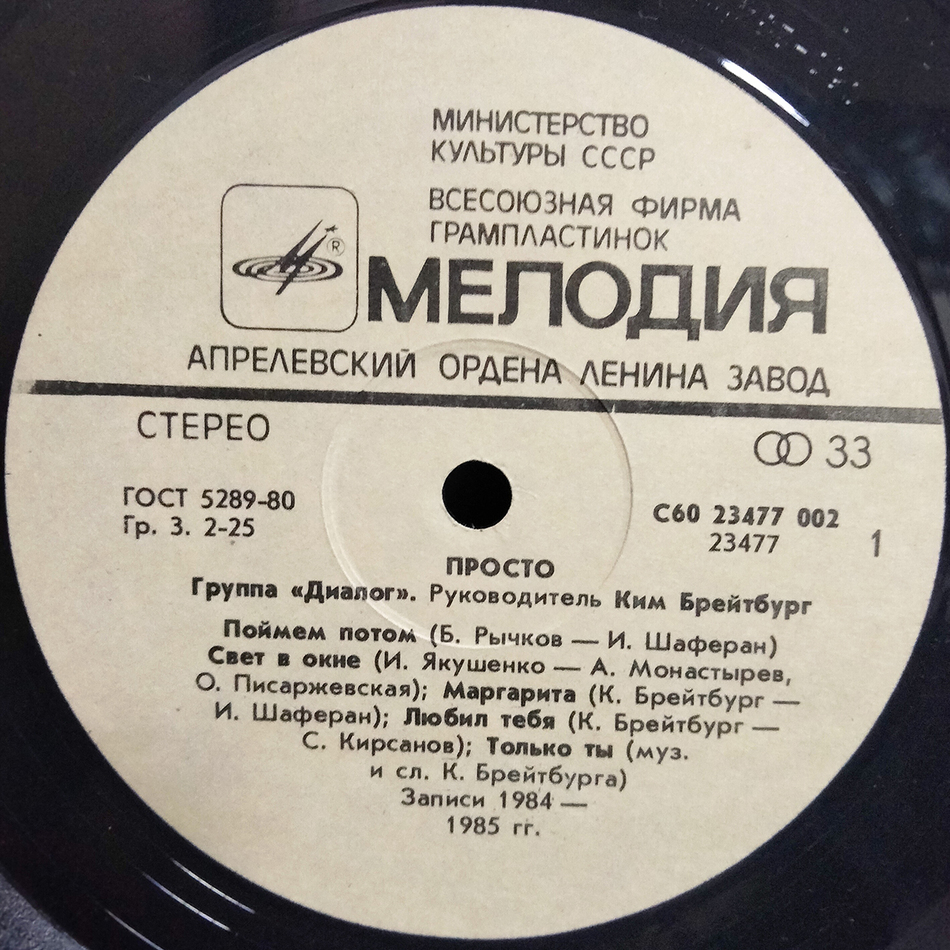 МИНИСТЕРСТВО
КУЛЬТУРЫ СССР
ВСЕСОЮЗНАЯ ФИРМА
ГРАМПЛАСТИНОК
®
МЕЛОДИЯ
АПРЕЛЕВСКИЙ ОРДЕНА ЛЕНИНА ЗАВОД
СТЕРЕО
33
ГОСТ 5289-80
Гр. 3. 2-25
С60 23477 002
23477
1
ПРОСТО
Группа «Диалог». Руководитель Ким Брейтбург
Поймем потом (Б. Рычков — И. Шаферан)
Свет в окне (И. Якушенко — А. Монастырев,
О. Писаржевская); Маргарита (К. Брейтбург —
И. Шаферан); Любил тебя (К. Брейтбург —
С. Кирсанов); Только ты (муз.
и сл. К. Брейтбурга)
Записи 1984 —
1985 гг.